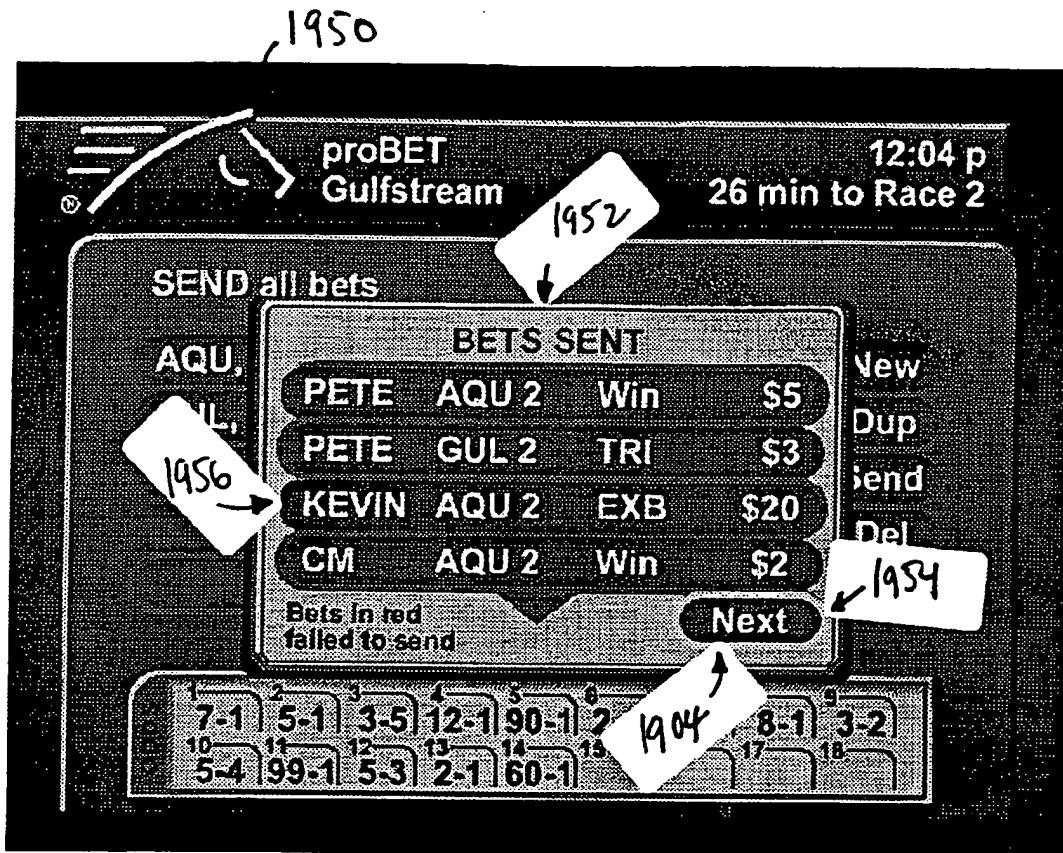 1950
proBET
Gulfstream
12:04 p
26 min to Race 2
®
1952
SEND all bets
BETS SENT
AQU,
New
PETE AQU 2 Win $5
Dup
PETE GUL 2 TRI $3
Send
1956
KEVIN AQU 2 EXB $20
Del
CM AQU 2 Win $2
1954
Bets in red
failed to send
Next
1904
1 2 3 4 5 6 9
7-1 5-1 3-5 12-1 90-1 8-1 3-2
10 11 12 13 14 15 17 18
5-4 99-1 5-3 2-1 60-1